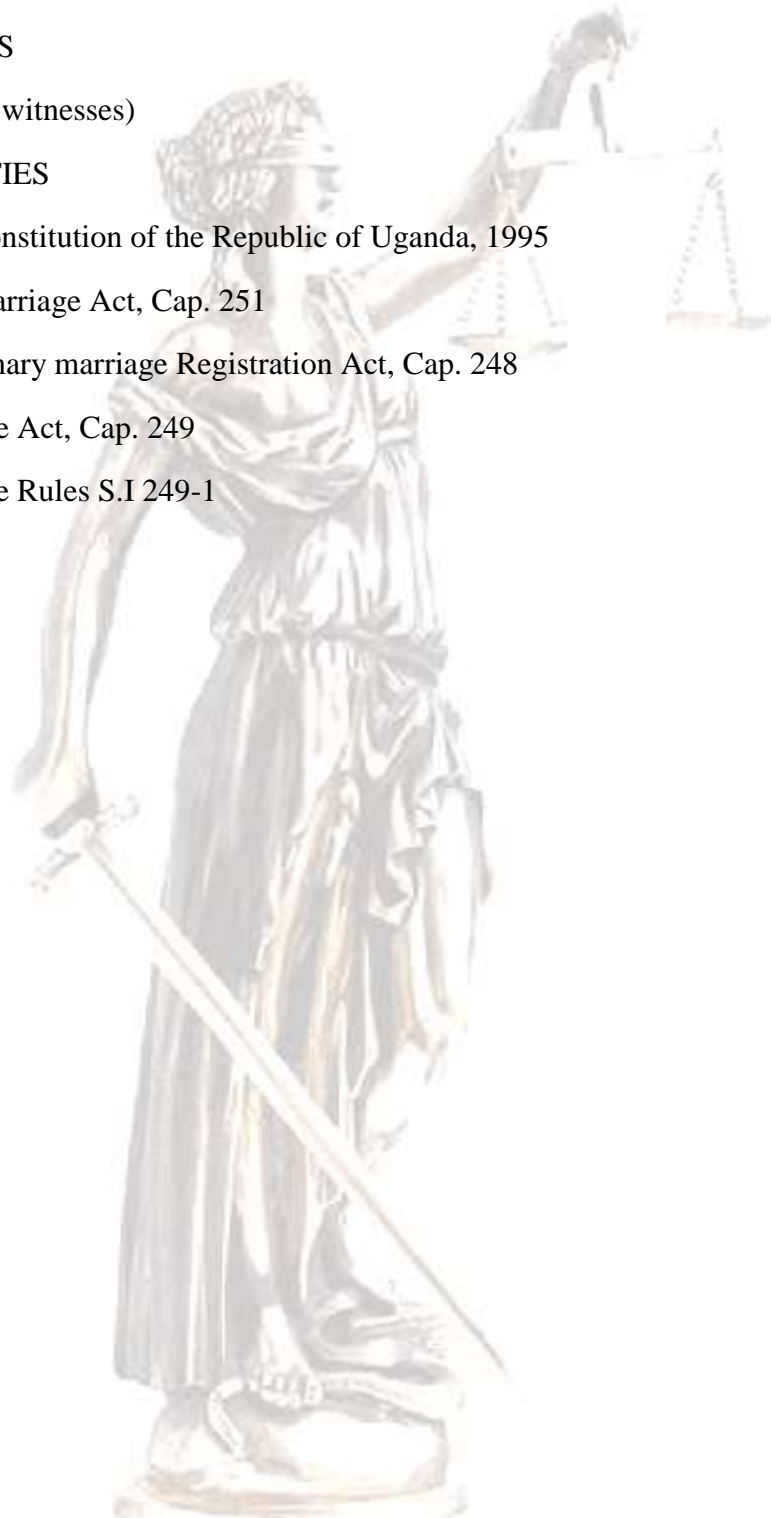 S
witnesses)
TIES
onstitution of the Republic of Uganda, 1995
arriage Act, Cap. 251
nary marriage Registration Act, Cap. 248
e Act, Cap. 249
e Rules S.I 249-1